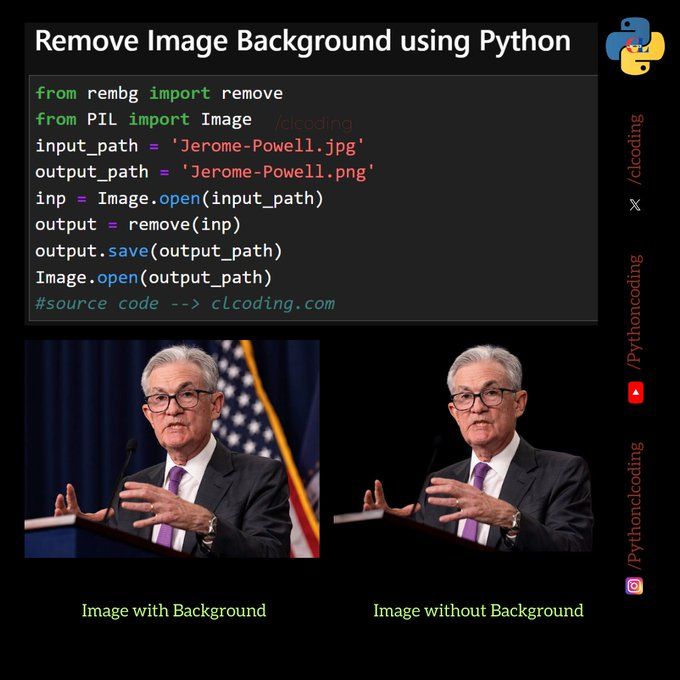 Remove Image Background using Python
from rembg import remove
from PIL import Image
/clcoding
input_path = 'Jerome-Powell.jpg'
output_path = 'Jerome-Powell.png'
inp = Image.open(input_path)
output = remove(inp)
output.save(output_path)
Image.open(output_path)
#source code --> clcoding.com
Image with Background
Image without Background
/clcoding
/Pythoncoding
/Pythonclcoding
CL
X